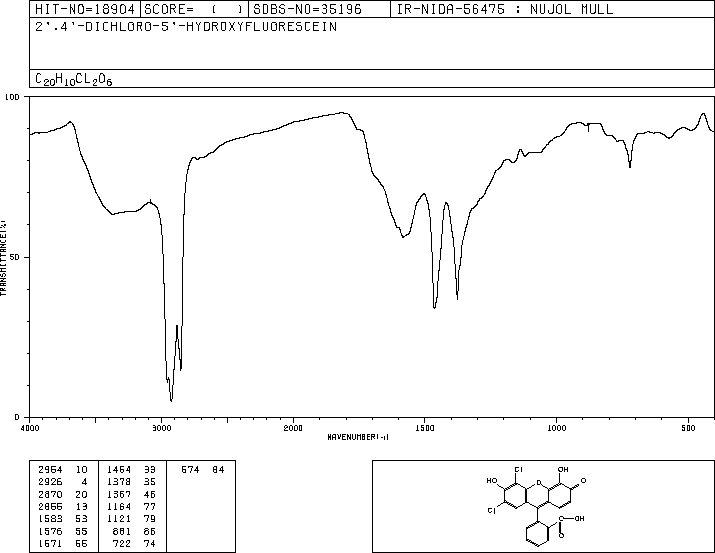 HIT-NO=18904 SCORE= ( ) SDBS-NO=35196 IR-NIDA-56475 : NUJOL MULL
2',4'-DICHLORO-5'-HYDROXYFLUORESCEIN
C20H10CL2O6
100
50
0
TRANSMITTANCE(%)
4000 3000 2000 1500 1000 500
WAVENUMBER(-1)
2954 10 1464 33 674 84
2926 4 1378 35
2870 20 1367 46
2855 13 1164 77
1583 53 1121 79
1576 55 881 86
1571 55 722 74
Cl OH
HO O O
Cl
C OH
O